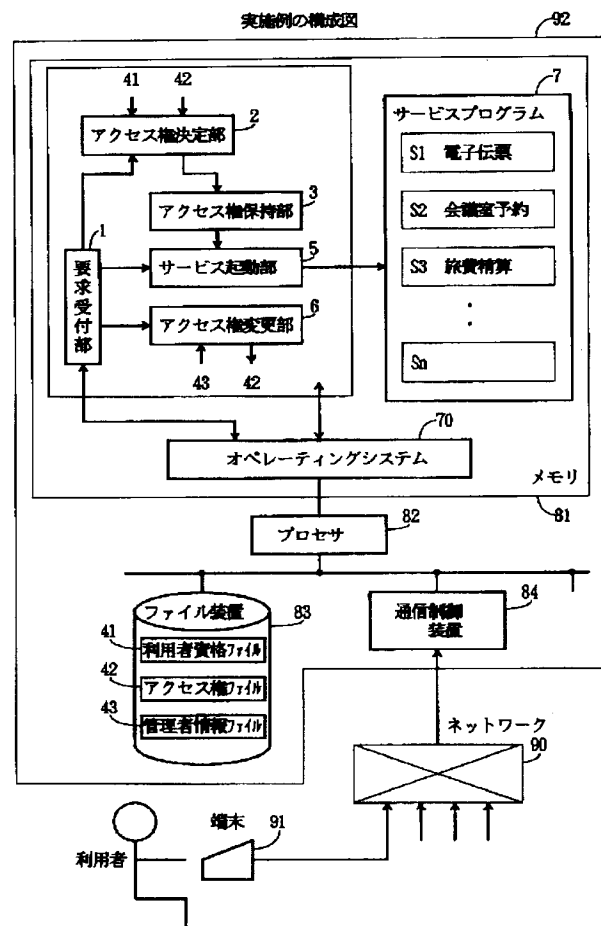 実施例の構成図
92
41 42
2
アクセス権決定部
3
アクセス権保持部
1
要求受付部
5
サービス起動部
6
アクセス権変更部
43 42
7
サービスプログラム
S1 電子伝票
S2 会議室予約
S3 旅費精算
Sn
70
オペレーティングシステム
メモリ
81
プロセサ
82
ファイル装置
83
41
利用者資格ファイル
42
アクセス権ファイル
43
管理者情報ファイル
通信制御
装置
84
ネットワーク
90
端末
91
利用者